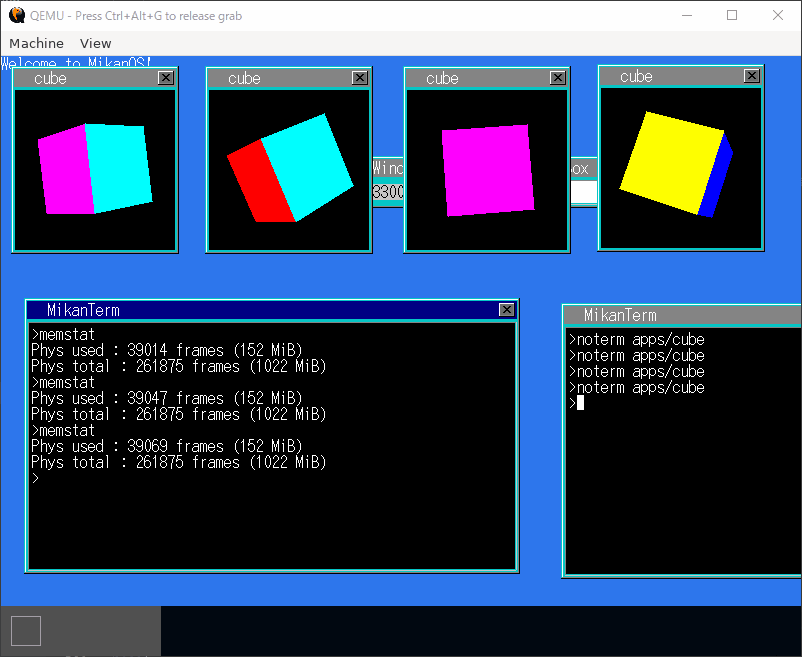 QEMU - Press Ctrl+Alt+G to release grab
Machine View
Welcome to MikanOS!
cube
cube
cube
cube
Wind
ox
3300
MikanTerm
>memstat
Phys used : 39014 frames (152 MiB)
Phys total : 261875 frames (1022 MiB)
>memstat
Phys used : 39047 frames (152 MiB)
Phys total : 261875 frames (1022 MiB)
>memstat
Phys used : 39069 frames (152 MiB)
Phys total : 261875 frames (1022 MiB)
>
MikanTerm
>noterm apps/cube
>noterm apps/cube
>noterm apps/cube
>noterm apps/cube
>